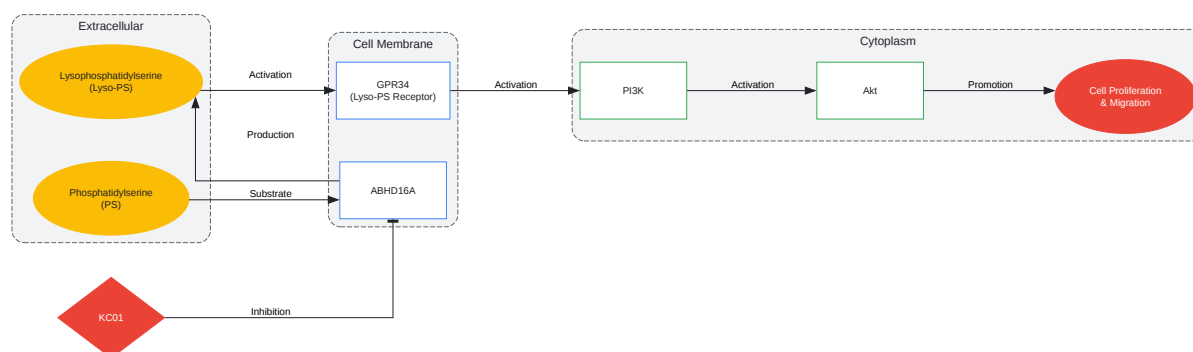 Extracellular
Cell Membrane
Cytoplasm
Lysophosphatidylserine
(Lyso-PS)
Activation
GPR34
(Lyso-PS Receptor)
Activation
PI3K
Activation
Akt
Promotion
Cell Proliferation
& Migration
Production
Phosphatidylserine
(PS)
Substrate
ABHD16A
KC01
Inhibition